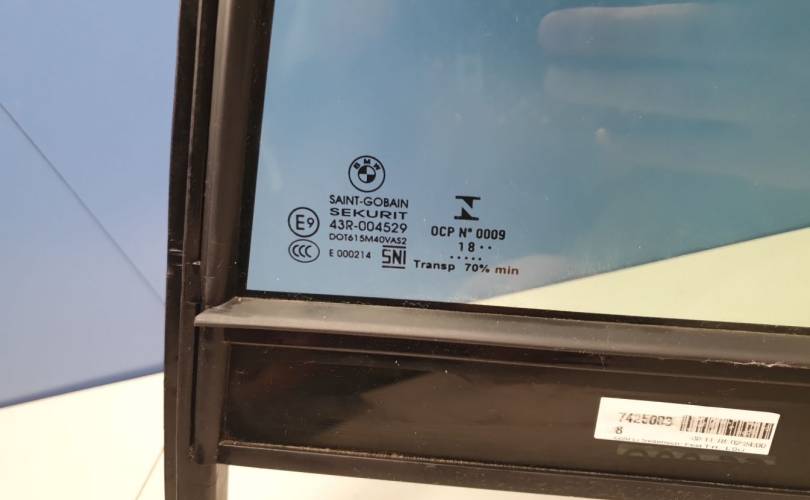 BMW
SAINT-GOBAIN
SEKURIT
E9
43R-004529
DOT615M40VAS2
CCC
E 000214
SNI
OCP Nº 0009
18··
·····
Transp 70% min
7425083
8